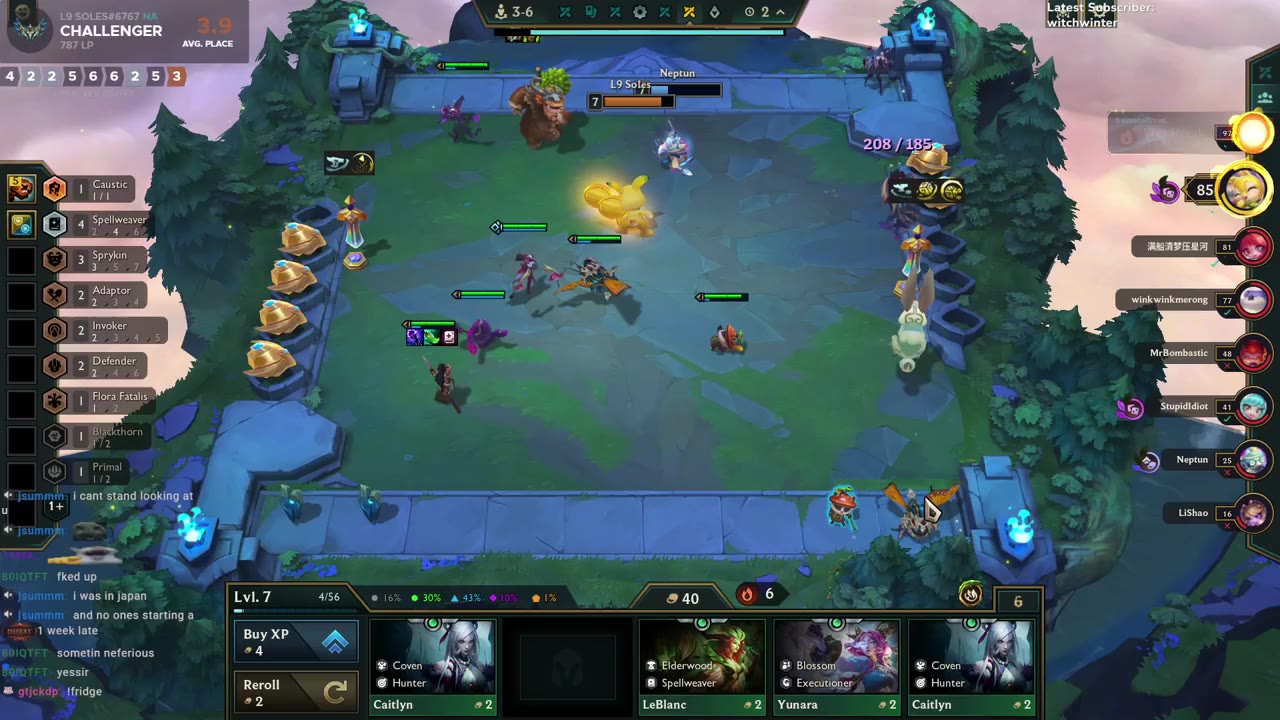 L9 SOLES#6767 NA
CHALLENGER
787 LP
3.9
AVG. PLACE
4 2 2 5 6 6 2 5 3
3-6
2
Latest Subscriber:
witchwinter
Neptun
L9 Soles
7
208 / 185
97
85
满船清梦压星河 81
winkwinkmerong 77
MrBombastic 48
StupidIdiot 41
Neptun 25
LiShao 16
1 Caustic
1 / 1
4 Spellweaver
2 4 6
3 Sprykin
3 5 7
2 Adaptor
2 3 4
2 Invoker
2 3 4 5
2 Defender
2 4 6
1 Flora Fatalis
1 2
1 Blackthorn
1 / 2
1 Primal
1 / 2
1+
jsummm i cant stand looking at
u
jsummm
80IQTFT fked up
jsummm i was in japan
jsummm and no ones starting a
1 week late
80IQTFT sometin neferious
80IQTFT yessir
gtjckdp lfridge
Lvl. 7 4/56
16% 30% 43% 10% 1%
40
6
6
Buy XP
4
Reroll
2
Coven
Hunter
Caitlyn 2
Elderwood
Spellweaver
LeBlanc 2
Blossom
Executioner
Yunara 2
Coven
Hunter
Caitlyn 2